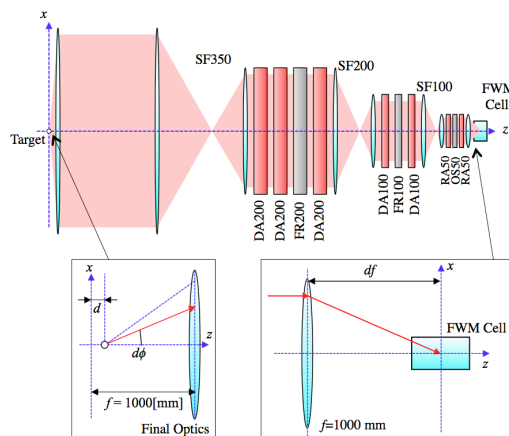 x
SF350
SF200
SF100
FWM
Cell
z
Target
DA200
DA200
FR200
DA200
DA100
FR100
DA100
RA50
OS50
RA50
x
d
z
dϕ
f = 1000[mm]
Final Optics
df
x
FWM Cell
z
f=1000 mm